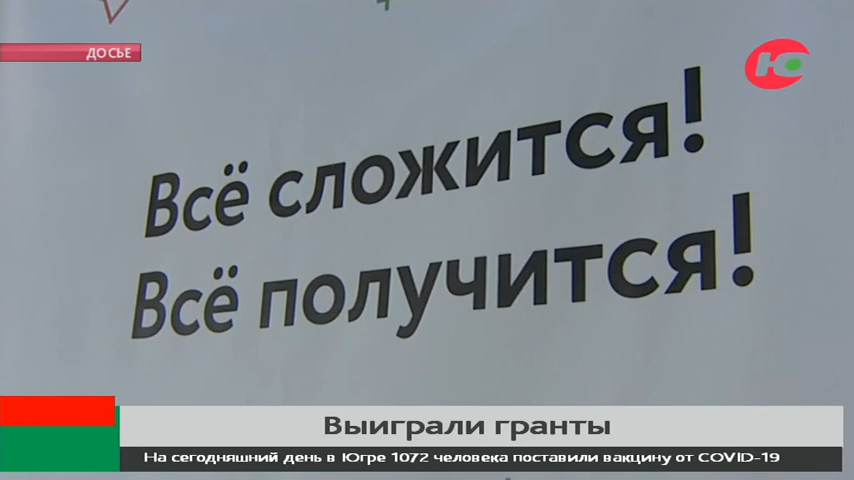 ДОСЬЕ
Ю
Всё сложится!
Всё получится!
Выиграли гранты
На сегодняшний день в Югре 1072 человека поставили вакцину от COVID-19